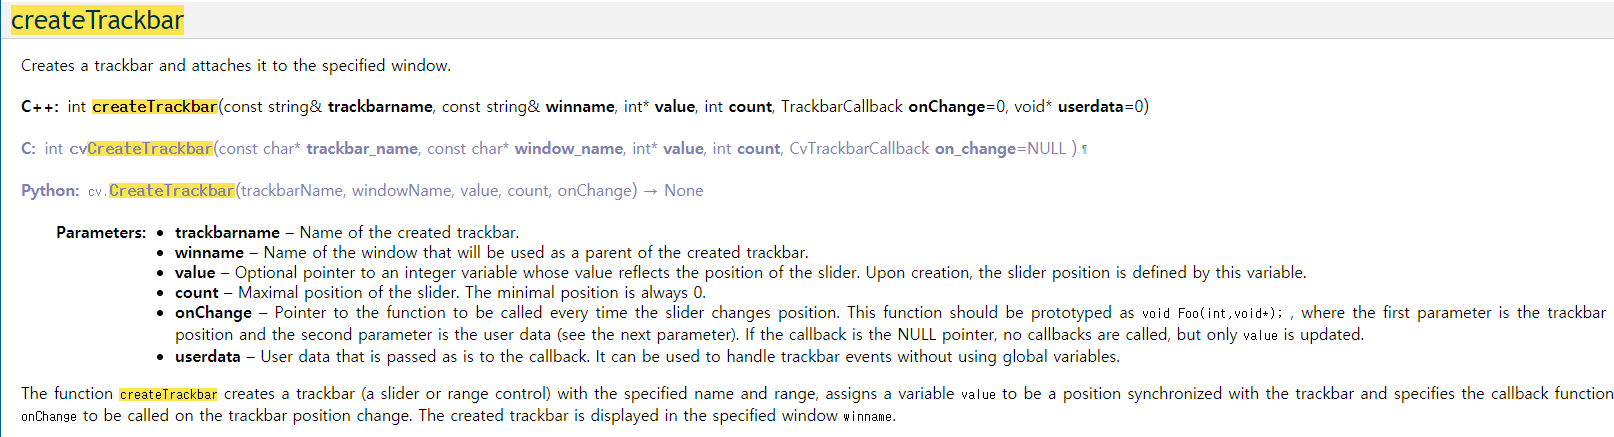 createTrackbar
Creates a trackbar and attaches it to the specified window.
C++: int createTrackbar(const string& trackbarname, const string& winname, int* value, int count, TrackbarCallback onChange=0, void* userdata=0)
C: int cvCreateTrackbar(const char* trackbar_name, const char* window_name, int* value, int count, CvTrackbarCallback on_change=NULL ) ¶
Python: cv.CreateTrackbar(trackbarName, windowName, value, count, onChange) → None
Parameters: • trackbarname – Name of the created trackbar.
• winname – Name of the window that will be used as a parent of the created trackbar.
• value – Optional pointer to an integer variable whose value reflects the position of the slider. Upon creation, the slider position is defined by this variable.
• count – Maximal position of the slider. The minimal position is always 0.
• onChange – Pointer to the function to be called every time the slider changes position. This function should be prototyped as void Foo(int,void*); , where the first parameter is the trackbar
position and the second parameter is the user data (see the next parameter). If the callback is the NULL pointer, no callbacks are called, but only value is updated.
• userdata – User data that is passed as is to the callback. It can be used to handle trackbar events without using global variables.
The function createTrackbar creates a trackbar (a slider or range control) with the specified name and range, assigns a variable value to be a position synchronized with the trackbar and specifies the callback function
onChange to be called on the trackbar position change. The created trackbar is displayed in the specified window winname.